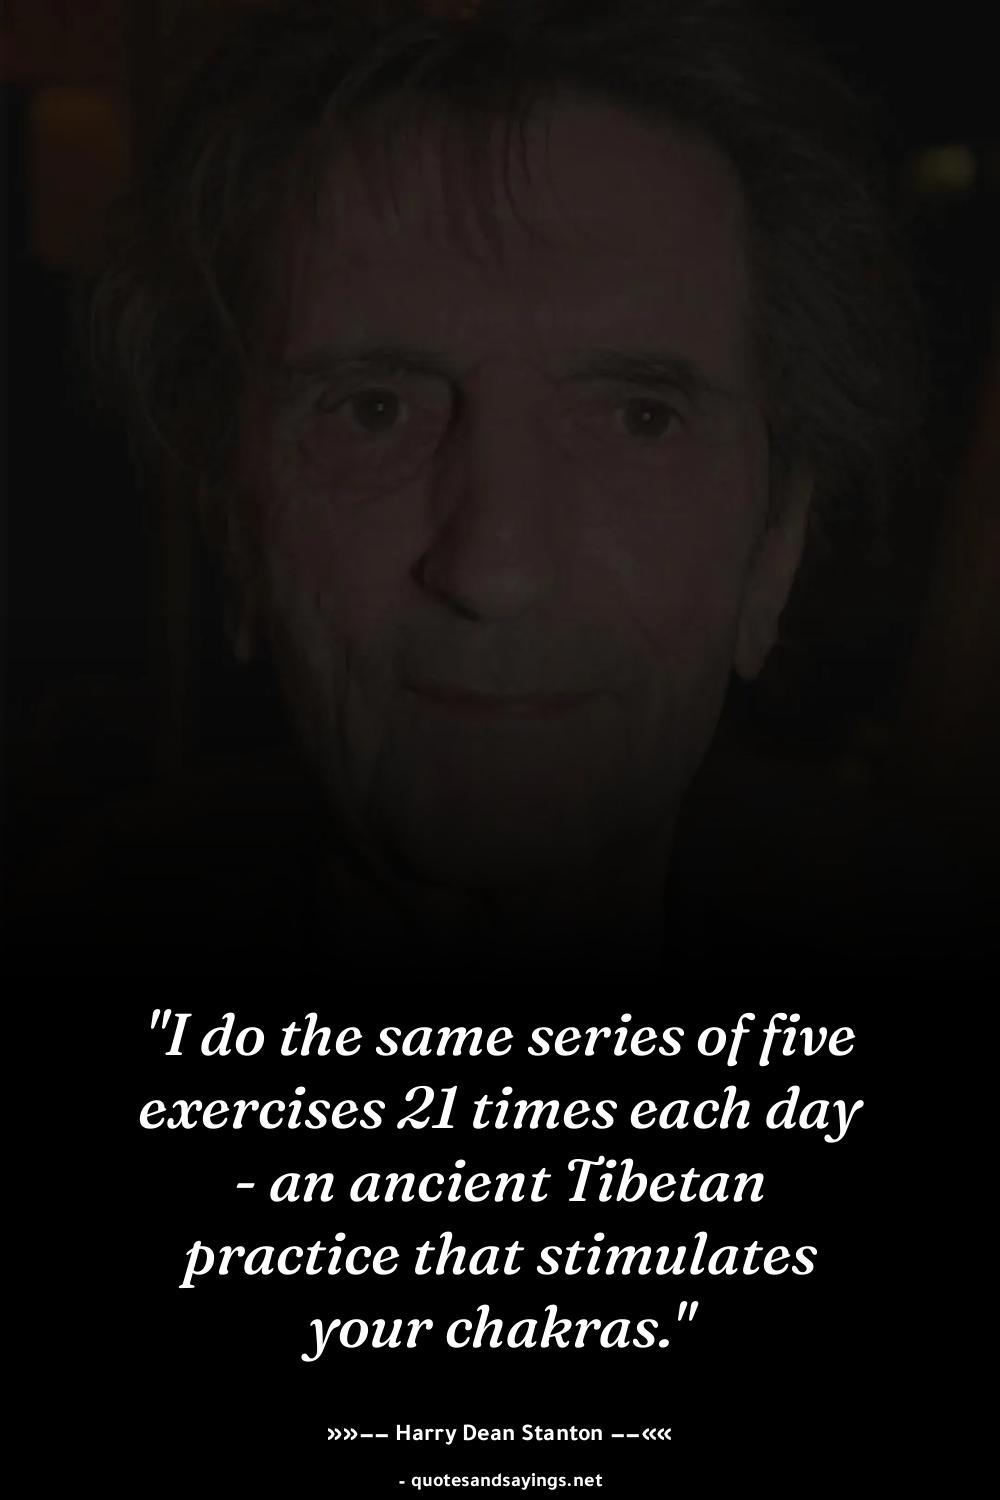 "I do the same series of five
exercises 21 times each day
- an ancient Tibetan
practice that stimulates
your chakras."
»»–– Harry Dean Stanton ––««
- quotesandsayings.net